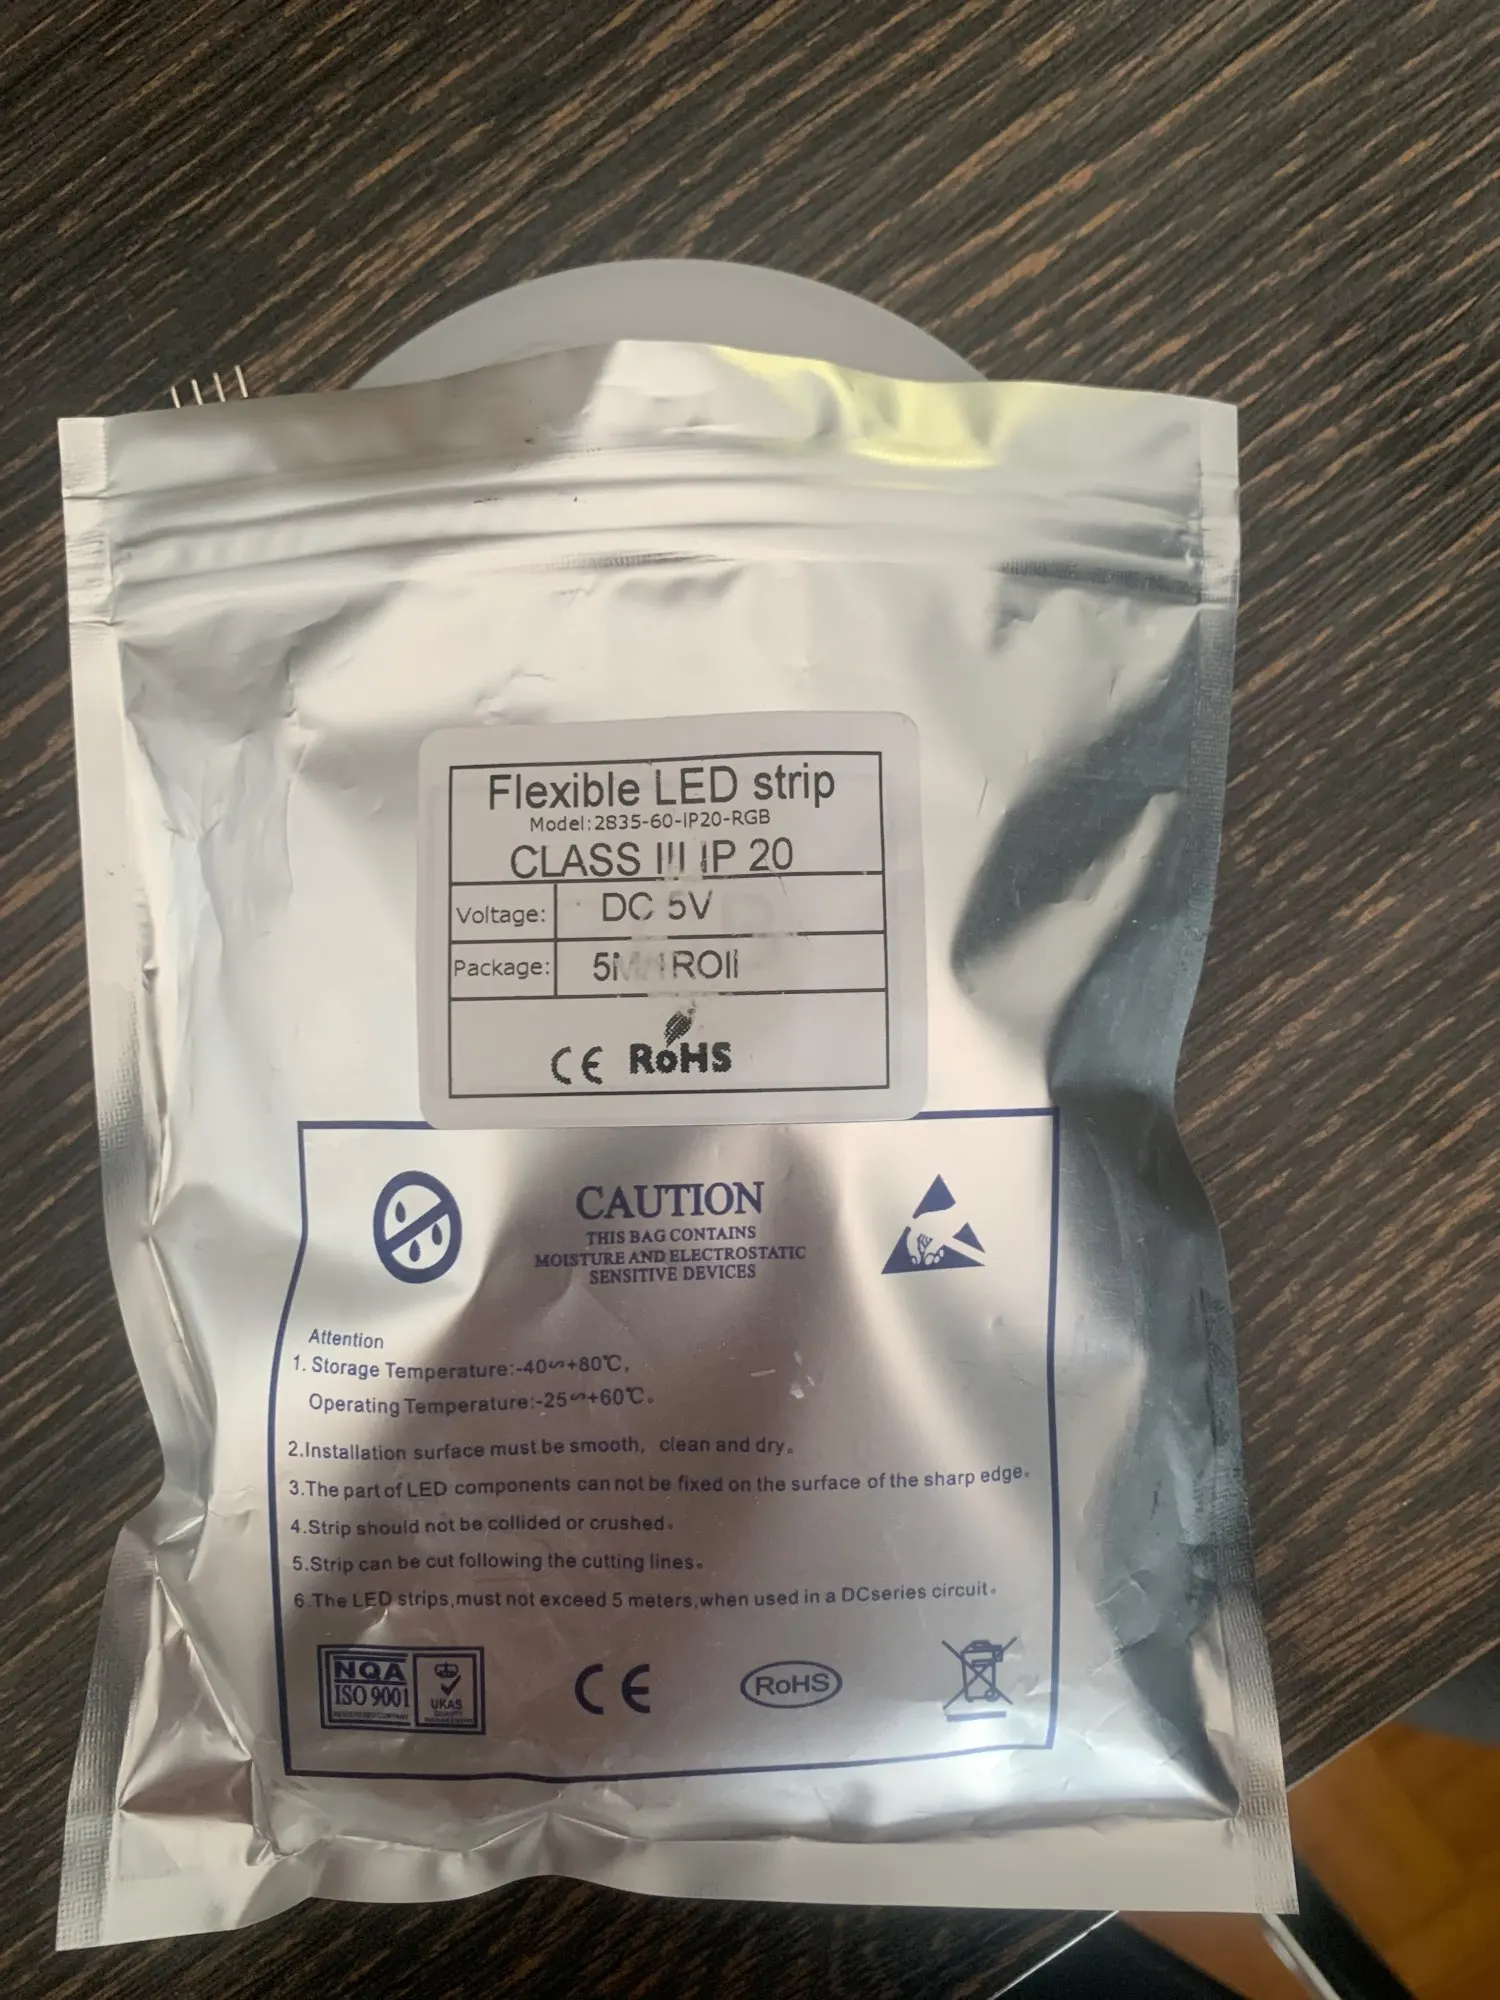 Flexible LED strip
Model:2835-60-IP20-RGB
CLASS III IP 20
Voltage: DC 5V
Package: ROll
CE RoHS
CAUTION
THIS BAG CONTAINS
MOISTURE AND ELECTROSTATIC
SENSITIVE DEVICES
Attention
1. Storage Temperature:-40∽+80℃,
Operating Temperature:-25∽+60℃。
2.Installation surface must be smooth, clean and dry。
3.The part of LED components can not be fixed on the surface of the sharp edge。
4.Strip should not be collided or crushed。
5.Strip can be cut following the cutting lines。
6.The LED strips,must not exceed 5 meters,when used in a DCseries circuit。
NQA
ISO 9001
REGISTERED COMPANY
UKAS
QUALITY
MANAGEMENT
CE
RoHS